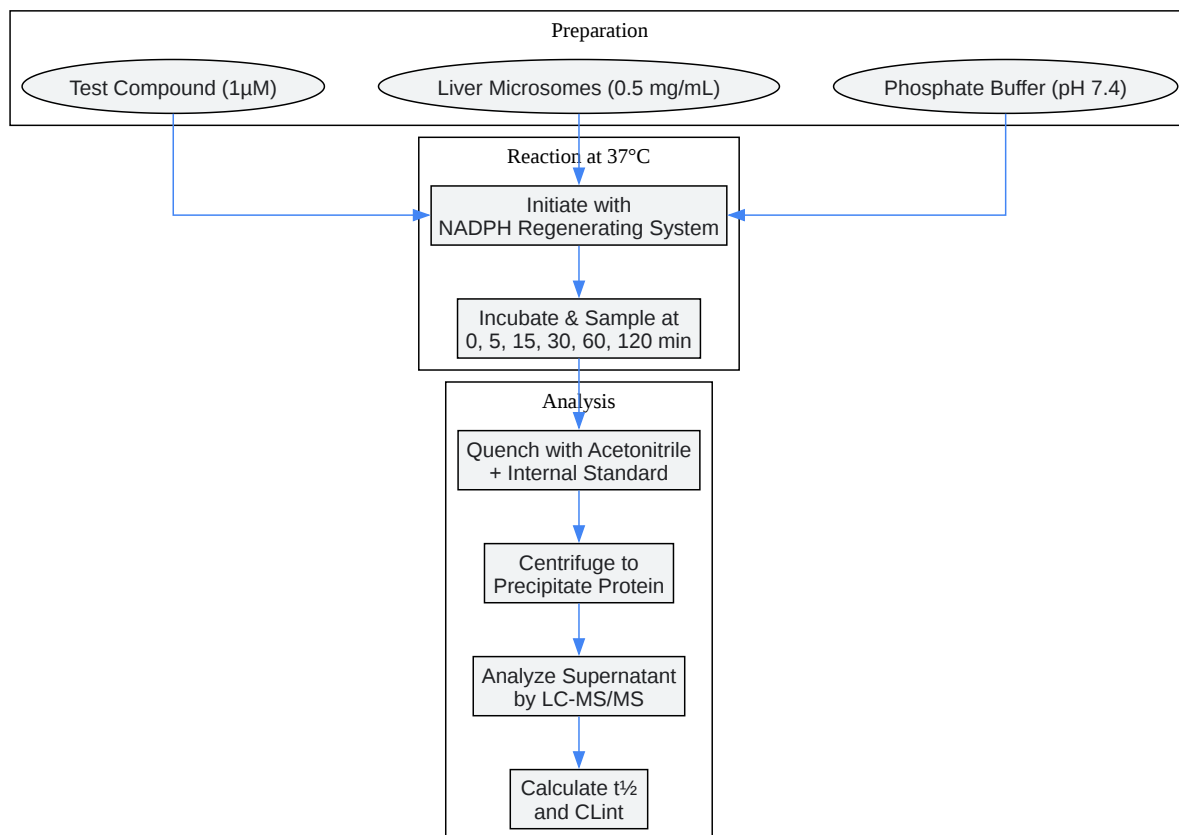 Preparation
Test Compound (1µM)
Liver Microsomes (0.5 mg/mL)
Phosphate Buffer (pH 7.4)
Reaction at 37°C
Initiate with
NADPH Regenerating System
Incubate & Sample at
0, 5, 15, 30, 60, 120 min
Analysis
Quench with Acetonitrile
+ Internal Standard
Centrifuge to
Precipitate Protein
Analyze Supernatant
by LC-MS/MS
Calculate t½
and CLint